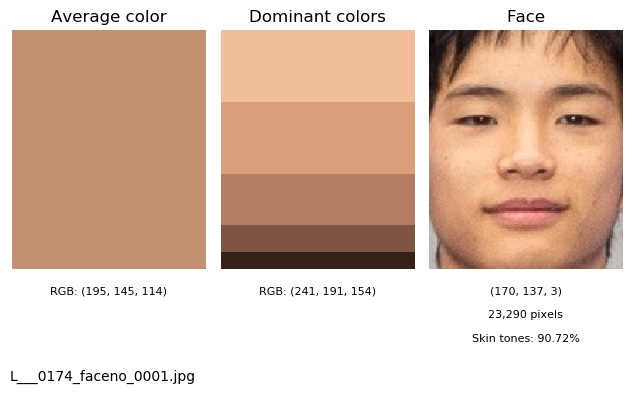 Average color
Dominant colors
Face
RGB: (195, 145, 114)
RGB: (241, 191, 154)
(170, 137, 3)
23,290 pixels
Skin tones: 90.72%
L___0174_faceno_0001.jpg